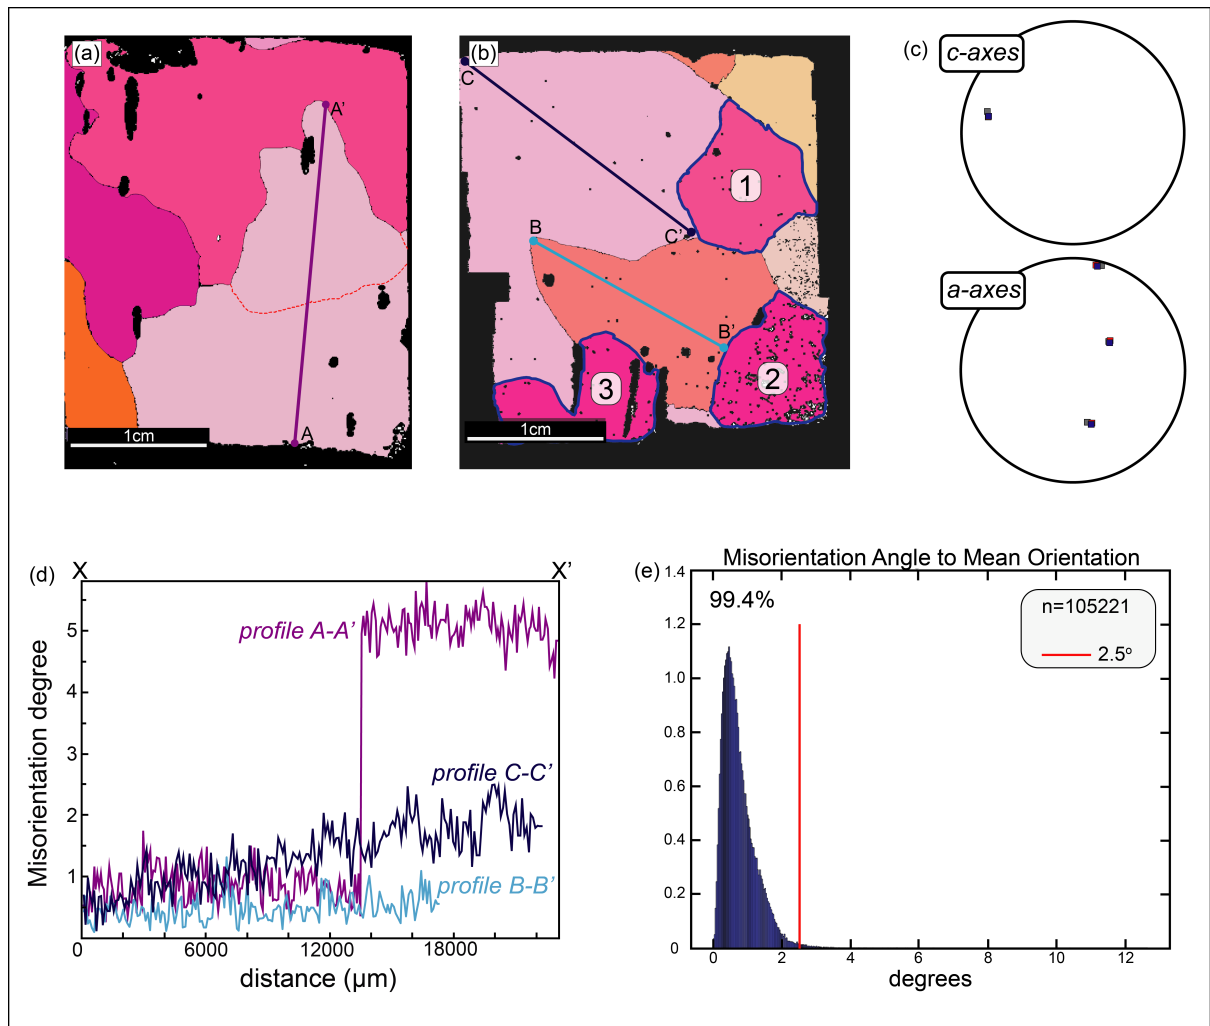 (a)
A'
A
1cm
(b)
C
1
B
C'
B'
3
2
1cm
(c)
c-axes
a-axes
(d)
X
X'
profile A-A'
profile C-C'
profile B-B'
5
4
3
2
1
Misorientation degree
0
6000
12000
18000
distance (μm)
(e)
Misorientation Angle to Mean Orientation
99.4%
n=105221
2.5°
1.4
1.2
1.0
0.8
0.6
0.4
0.2
0
0
2
4
6
8
10
12
degrees